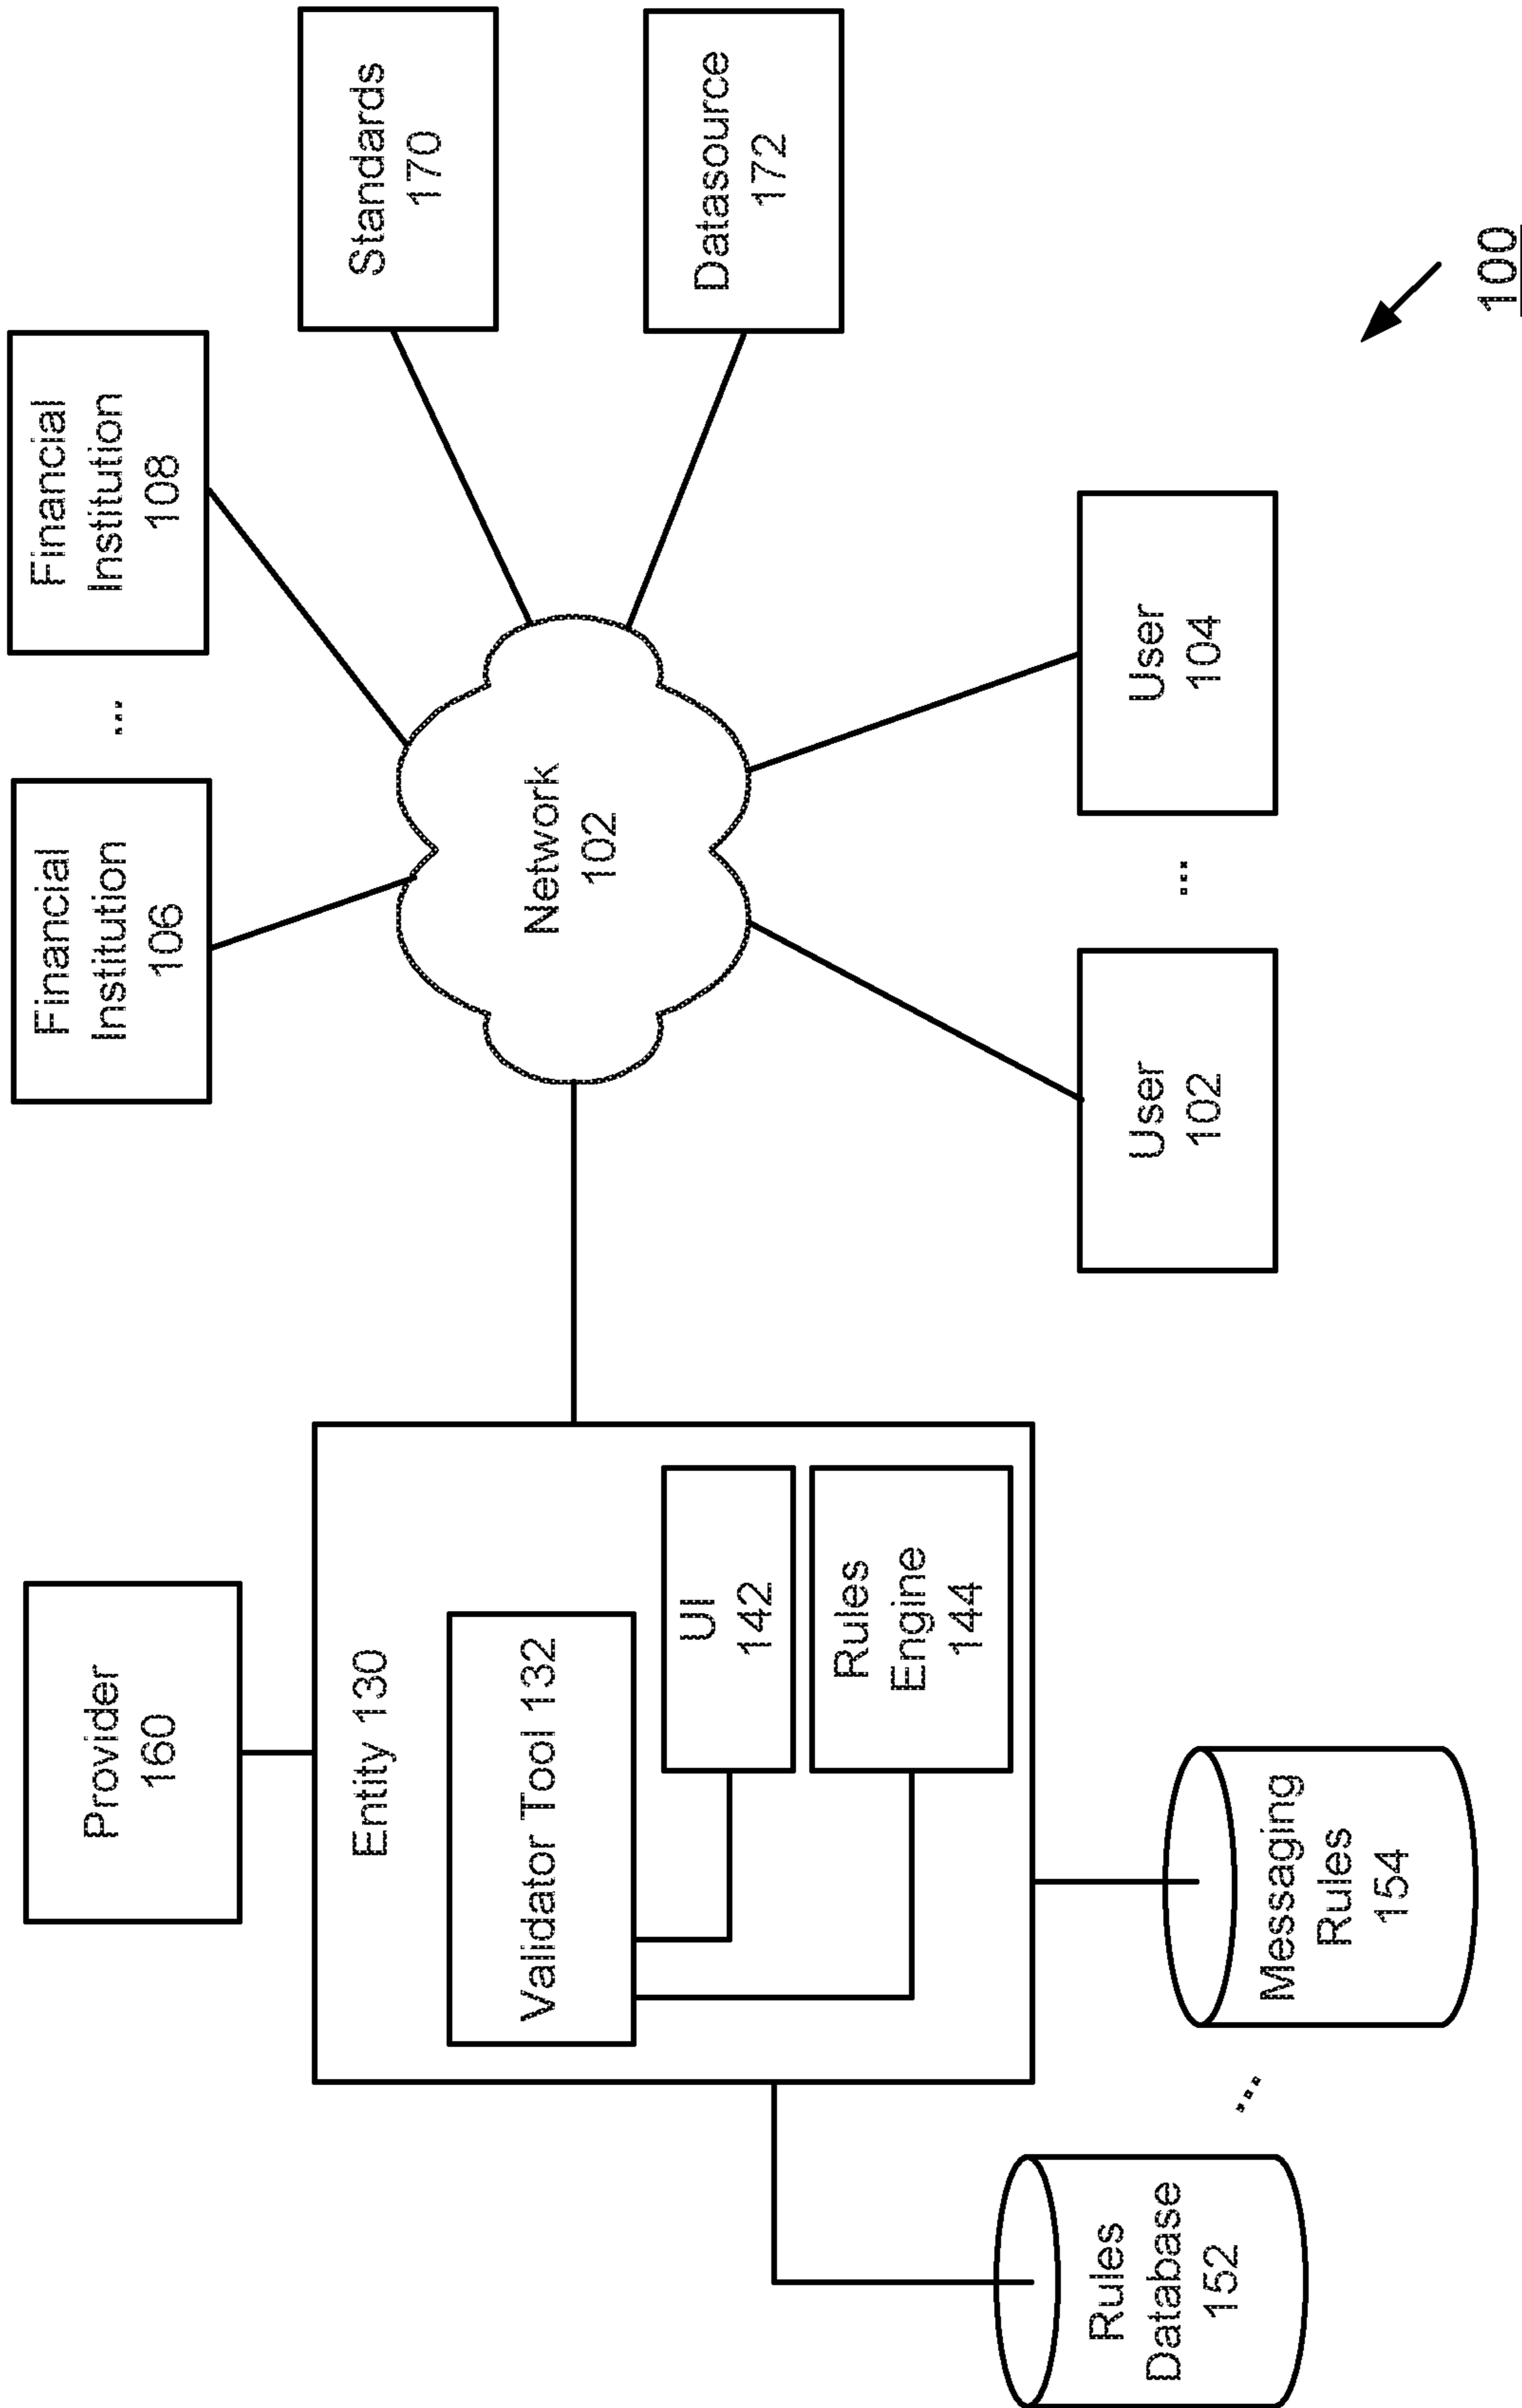 Provider
160
Financial
Institution
106
...
Financial
Institution
108
Entity 130
Validator Tool 132
UI
142
Rules
Engine
144
Network
102
Standards
170
Datasource
172
Rules
Database
152
...
Messaging
Rules
154
User
102
...
User
104
100